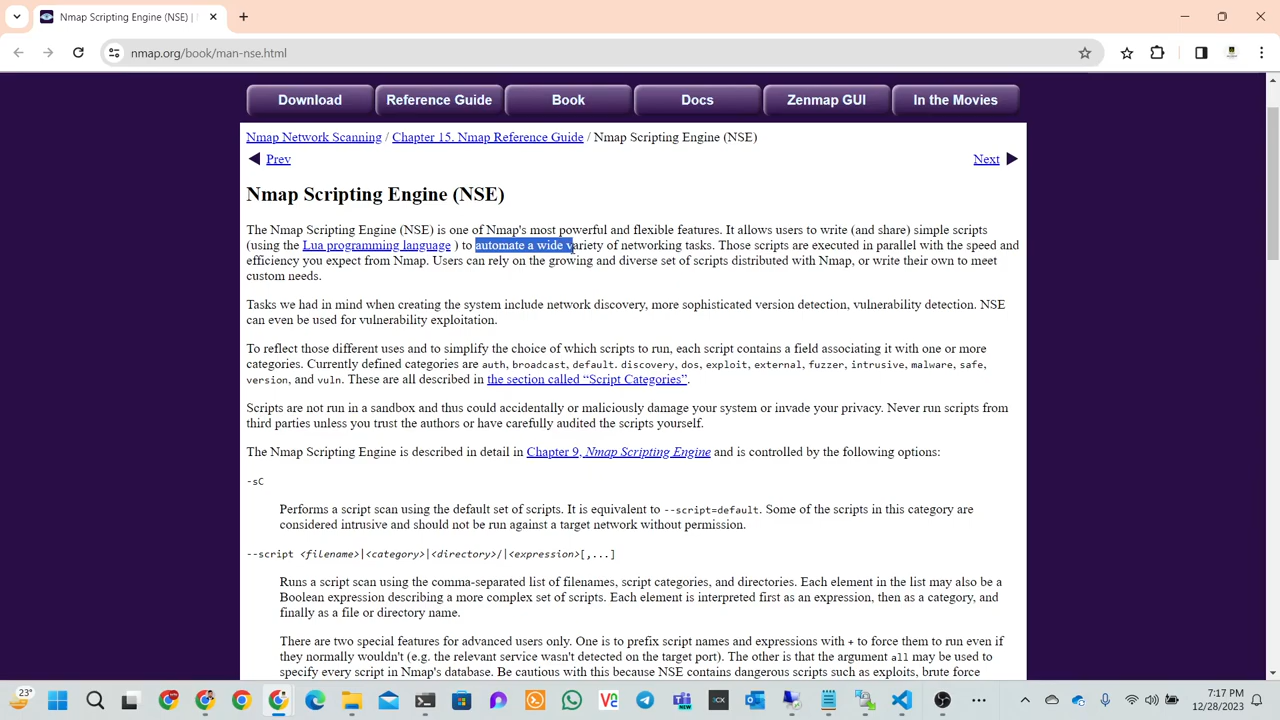 Nmap Scripting Engine (NSE) | N
nmap.org/book/man-nse.html
Download Reference Guide Book Docs Zenmap GUI In the Movies
Nmap Network Scanning / Chapter 15. Nmap Reference Guide / Nmap Scripting Engine (NSE)
Prev Next
Nmap Scripting Engine (NSE)
The Nmap Scripting Engine (NSE) is one of Nmap's most powerful and flexible features. It allows users to write (and share) simple scripts
(using the Lua programming language ) to automate a wide variety of networking tasks. Those scripts are executed in parallel with the speed and
efficiency you expect from Nmap. Users can rely on the growing and diverse set of scripts distributed with Nmap, or write their own to meet
custom needs.
Tasks we had in mind when creating the system include network discovery, more sophisticated version detection, vulnerability detection. NSE
can even be used for vulnerability exploitation.
To reflect those different uses and to simplify the choice of which scripts to run, each script contains a field associating it with one or more
categories. Currently defined categories are auth, broadcast, default. discovery, dos, exploit, external, fuzzer, intrusive, malware, safe,
version, and vuln. These are all described in the section called “Script Categories”.
Scripts are not run in a sandbox and thus could accidentally or maliciously damage your system or invade your privacy. Never run scripts from
third parties unless you trust the authors or have carefully audited the scripts yourself.
The Nmap Scripting Engine is described in detail in Chapter 9, Nmap Scripting Engine and is controlled by the following options:
-sC
Performs a script scan using the default set of scripts. It is equivalent to --script=default. Some of the scripts in this category are
considered intrusive and should not be run against a target network without permission.
--script <filename>|<category>|<directory>/|<expression>[,...]
Runs a script scan using the comma-separated list of filenames, script categories, and directories. Each element in the list may also be a
Boolean expression describing a more complex set of scripts. Each element is interpreted first as an expression, then as a category, and
finally as a file or directory name.
There are two special features for advanced users only. One is to prefix script names and expressions with + to force them to run even if
they normally wouldn't (e.g. the relevant service wasn't detected on the target port). The other is that the argument all may be used to
specify every script in Nmap's database. Be cautious with this because NSE contains dangerous scripts such as exploits, brute force
23°
7:17 PM
12/28/2023